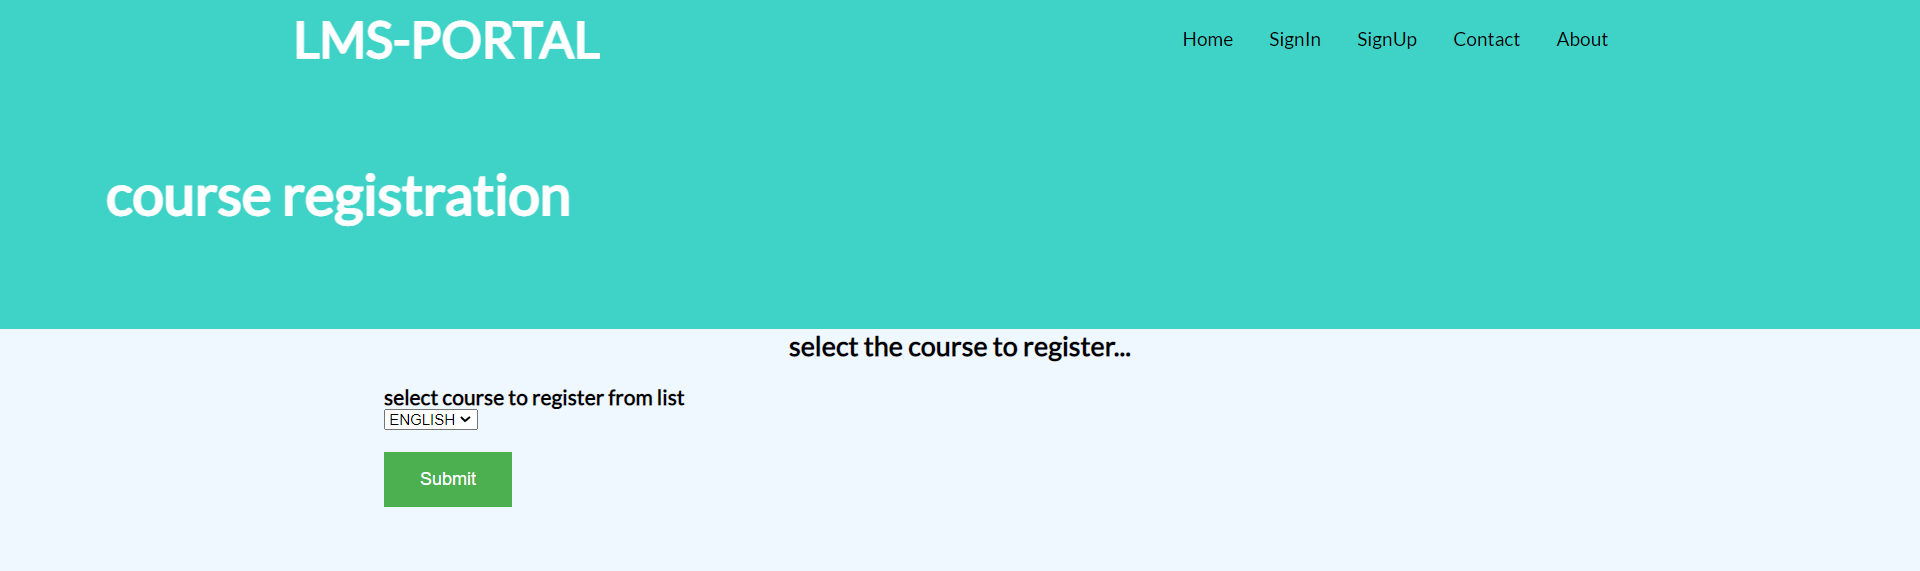 LMS-PORTAL
Home SignIn SignUp Contact About
course registration
select the course to register...
select course to register from list
ENGLISH
Submit